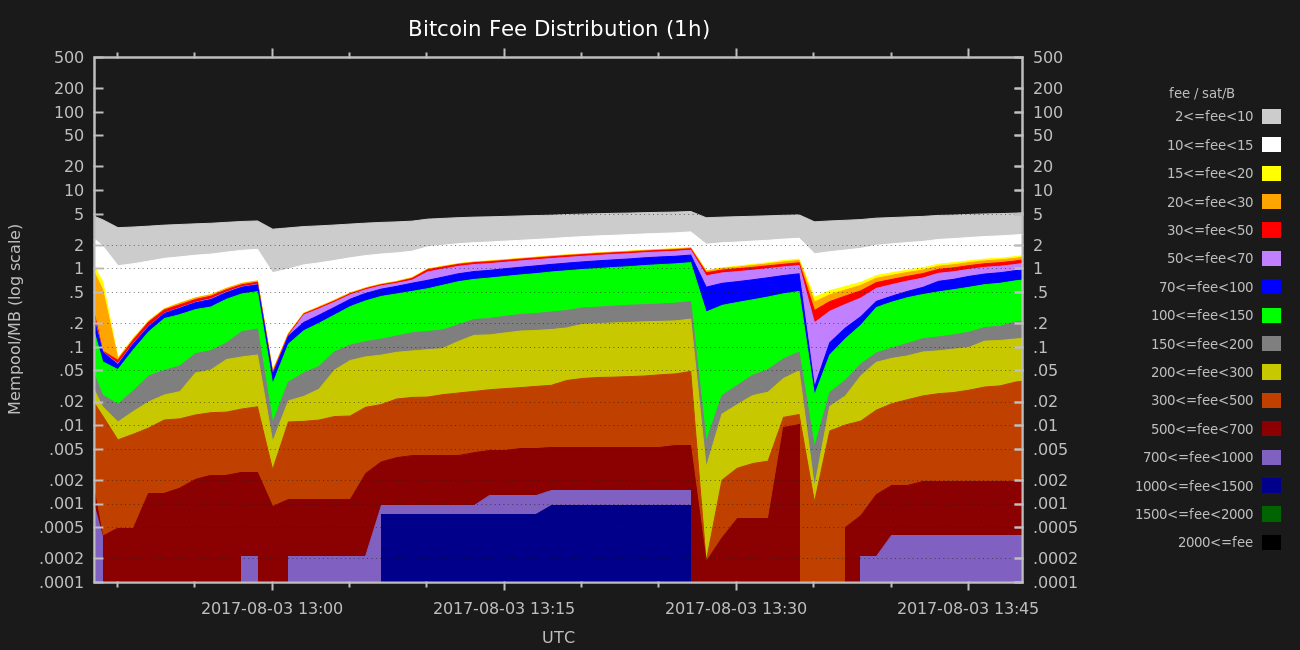 Bitcoin Fee Distribution (1h)
Mempool/MB (log scale)
500
200
100
50
20
10
5
2
1
.5
.2
.1
.05
.02
.01
.005
.002
.001
.0005
.0002
.0001
500
200
100
50
20
10
5
2
1
.5
.2
.1
.05
.02
.01
.005
.002
.001
.0005
.0002
.0001
2017-08-03 13:00
2017-08-03 13:15
2017-08-03 13:30
2017-08-03 13:45
UTC
fee / sat/B
2<=fee<10
10<=fee<15
15<=fee<20
20<=fee<30
30<=fee<50
50<=fee<70
70<=fee<100
100<=fee<150
150<=fee<200
200<=fee<300
300<=fee<500
500<=fee<700
700<=fee<1000
1000<=fee<1500
1500<=fee<2000
2000<=fee